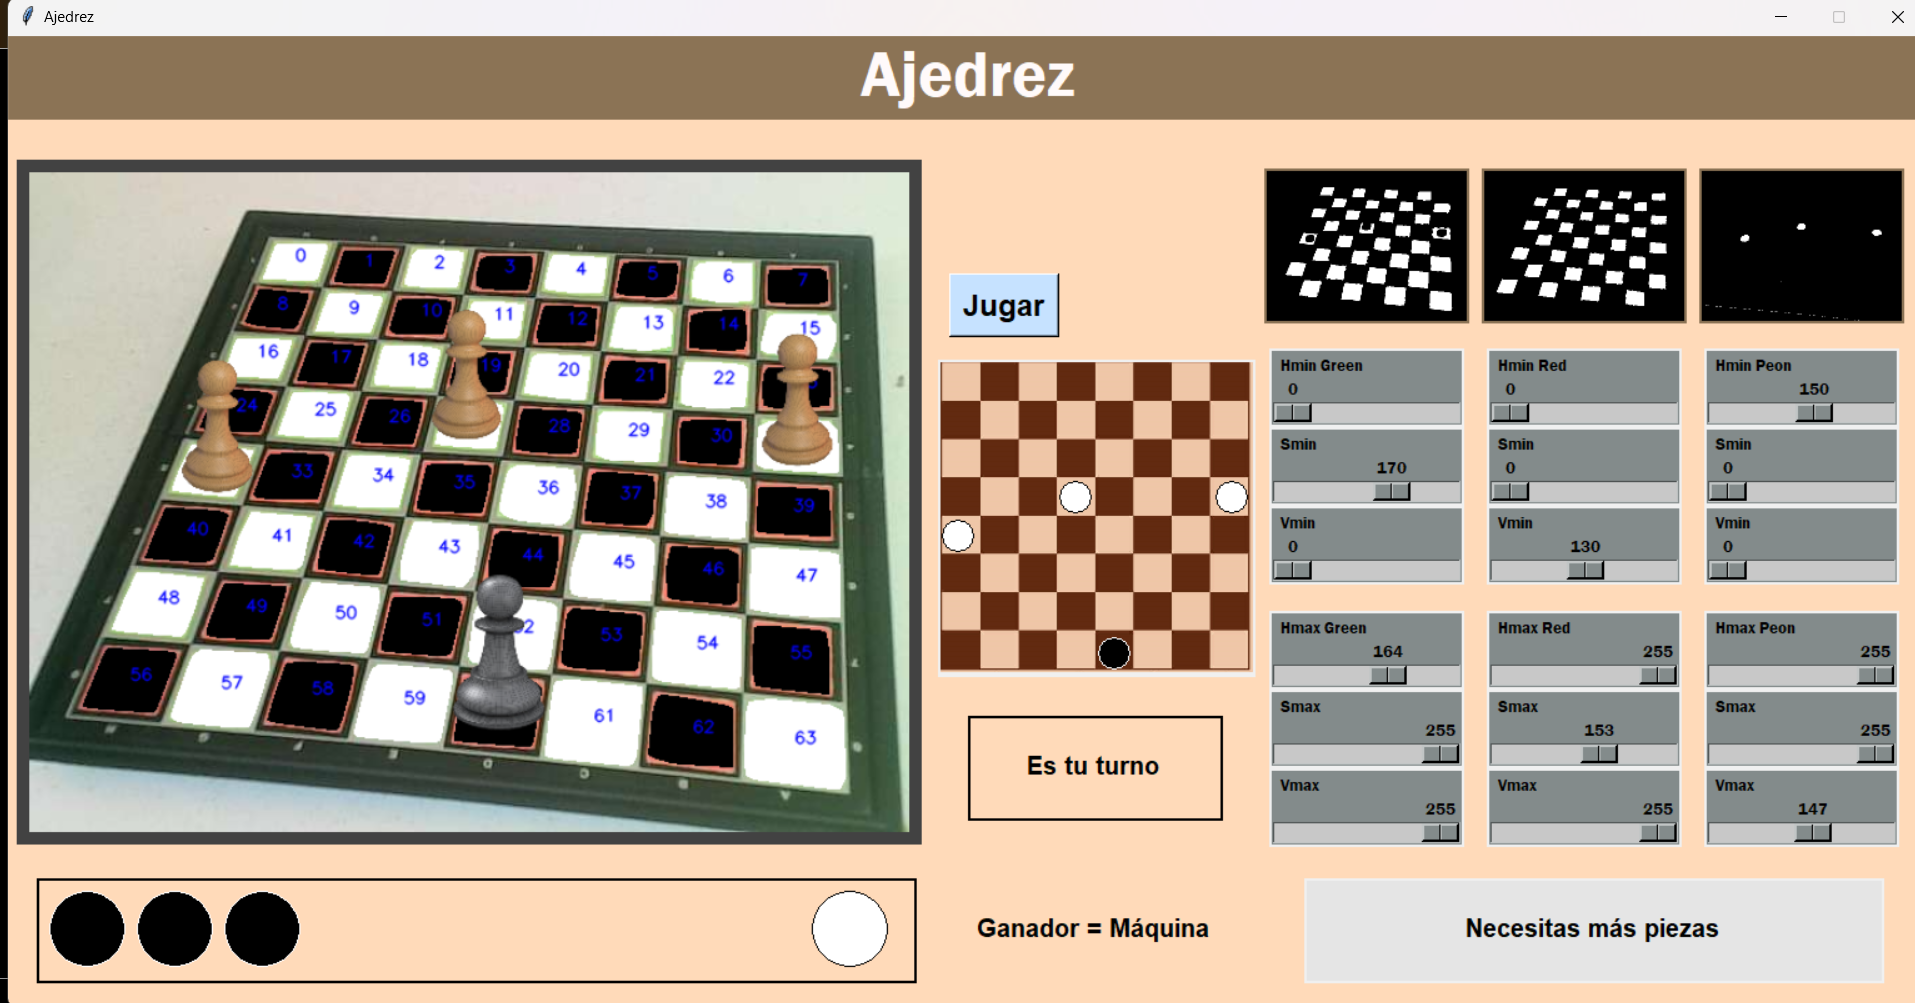 Ajedrez
Ajedrez
0 1 2 3 4 5 6 7
8 9 10 11 12 13 14 15
16 17 18 19 20 21 22
24 25 26 28 29 30
33 34 35 36 37 38 39
40 41 42 43 44 45 46 47
48 49 50 51 53 54 55
56 57 58 59 61 62 63
Jugar
Es tu turno
Ganador = Máquina
Hmin Green
0
Smin
170
Vmin
0
Hmax Green
164
Smax
255
Vmax
255
Hmin Red
0
Smin
0
Vmin
130
Hmax Red
255
Smax
153
Vmax
255
Hmin Peon
150
Smin
0
Vmin
0
Hmax Peon
255
Smax
255
Vmax
147
Necesitas más piezas